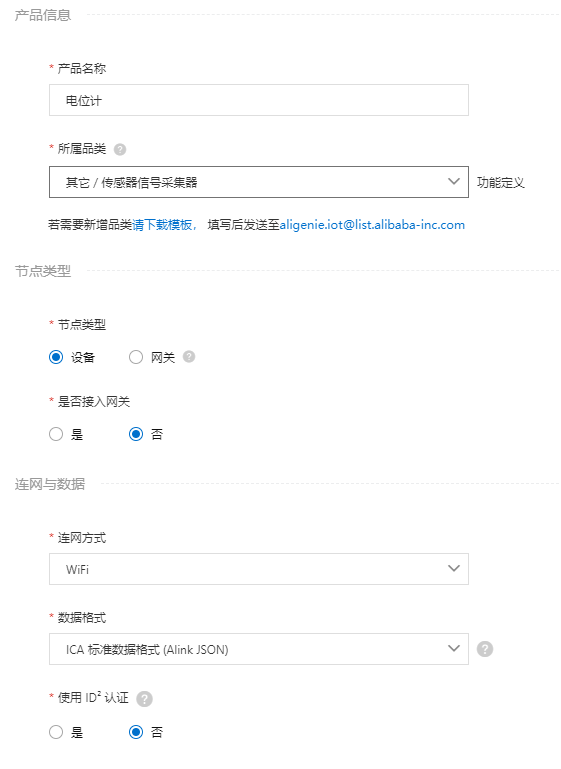 产品信息
* 产品名称
电位计
* 所属品类 ?
其它 / 传感器信号采集器 功能定义
若需要新增品类请下载模板， 填写后发送至aligenie.iot@list.alibaba-inc.com
节点类型
* 节点类型
设备 网关 ?
* 是否接入网关
是 否
连网与数据
* 连网方式
WiFi
* 数据格式
ICA 标准数据格式 (Alink JSON) ?
* 使用 ID² 认证 ?
是 否